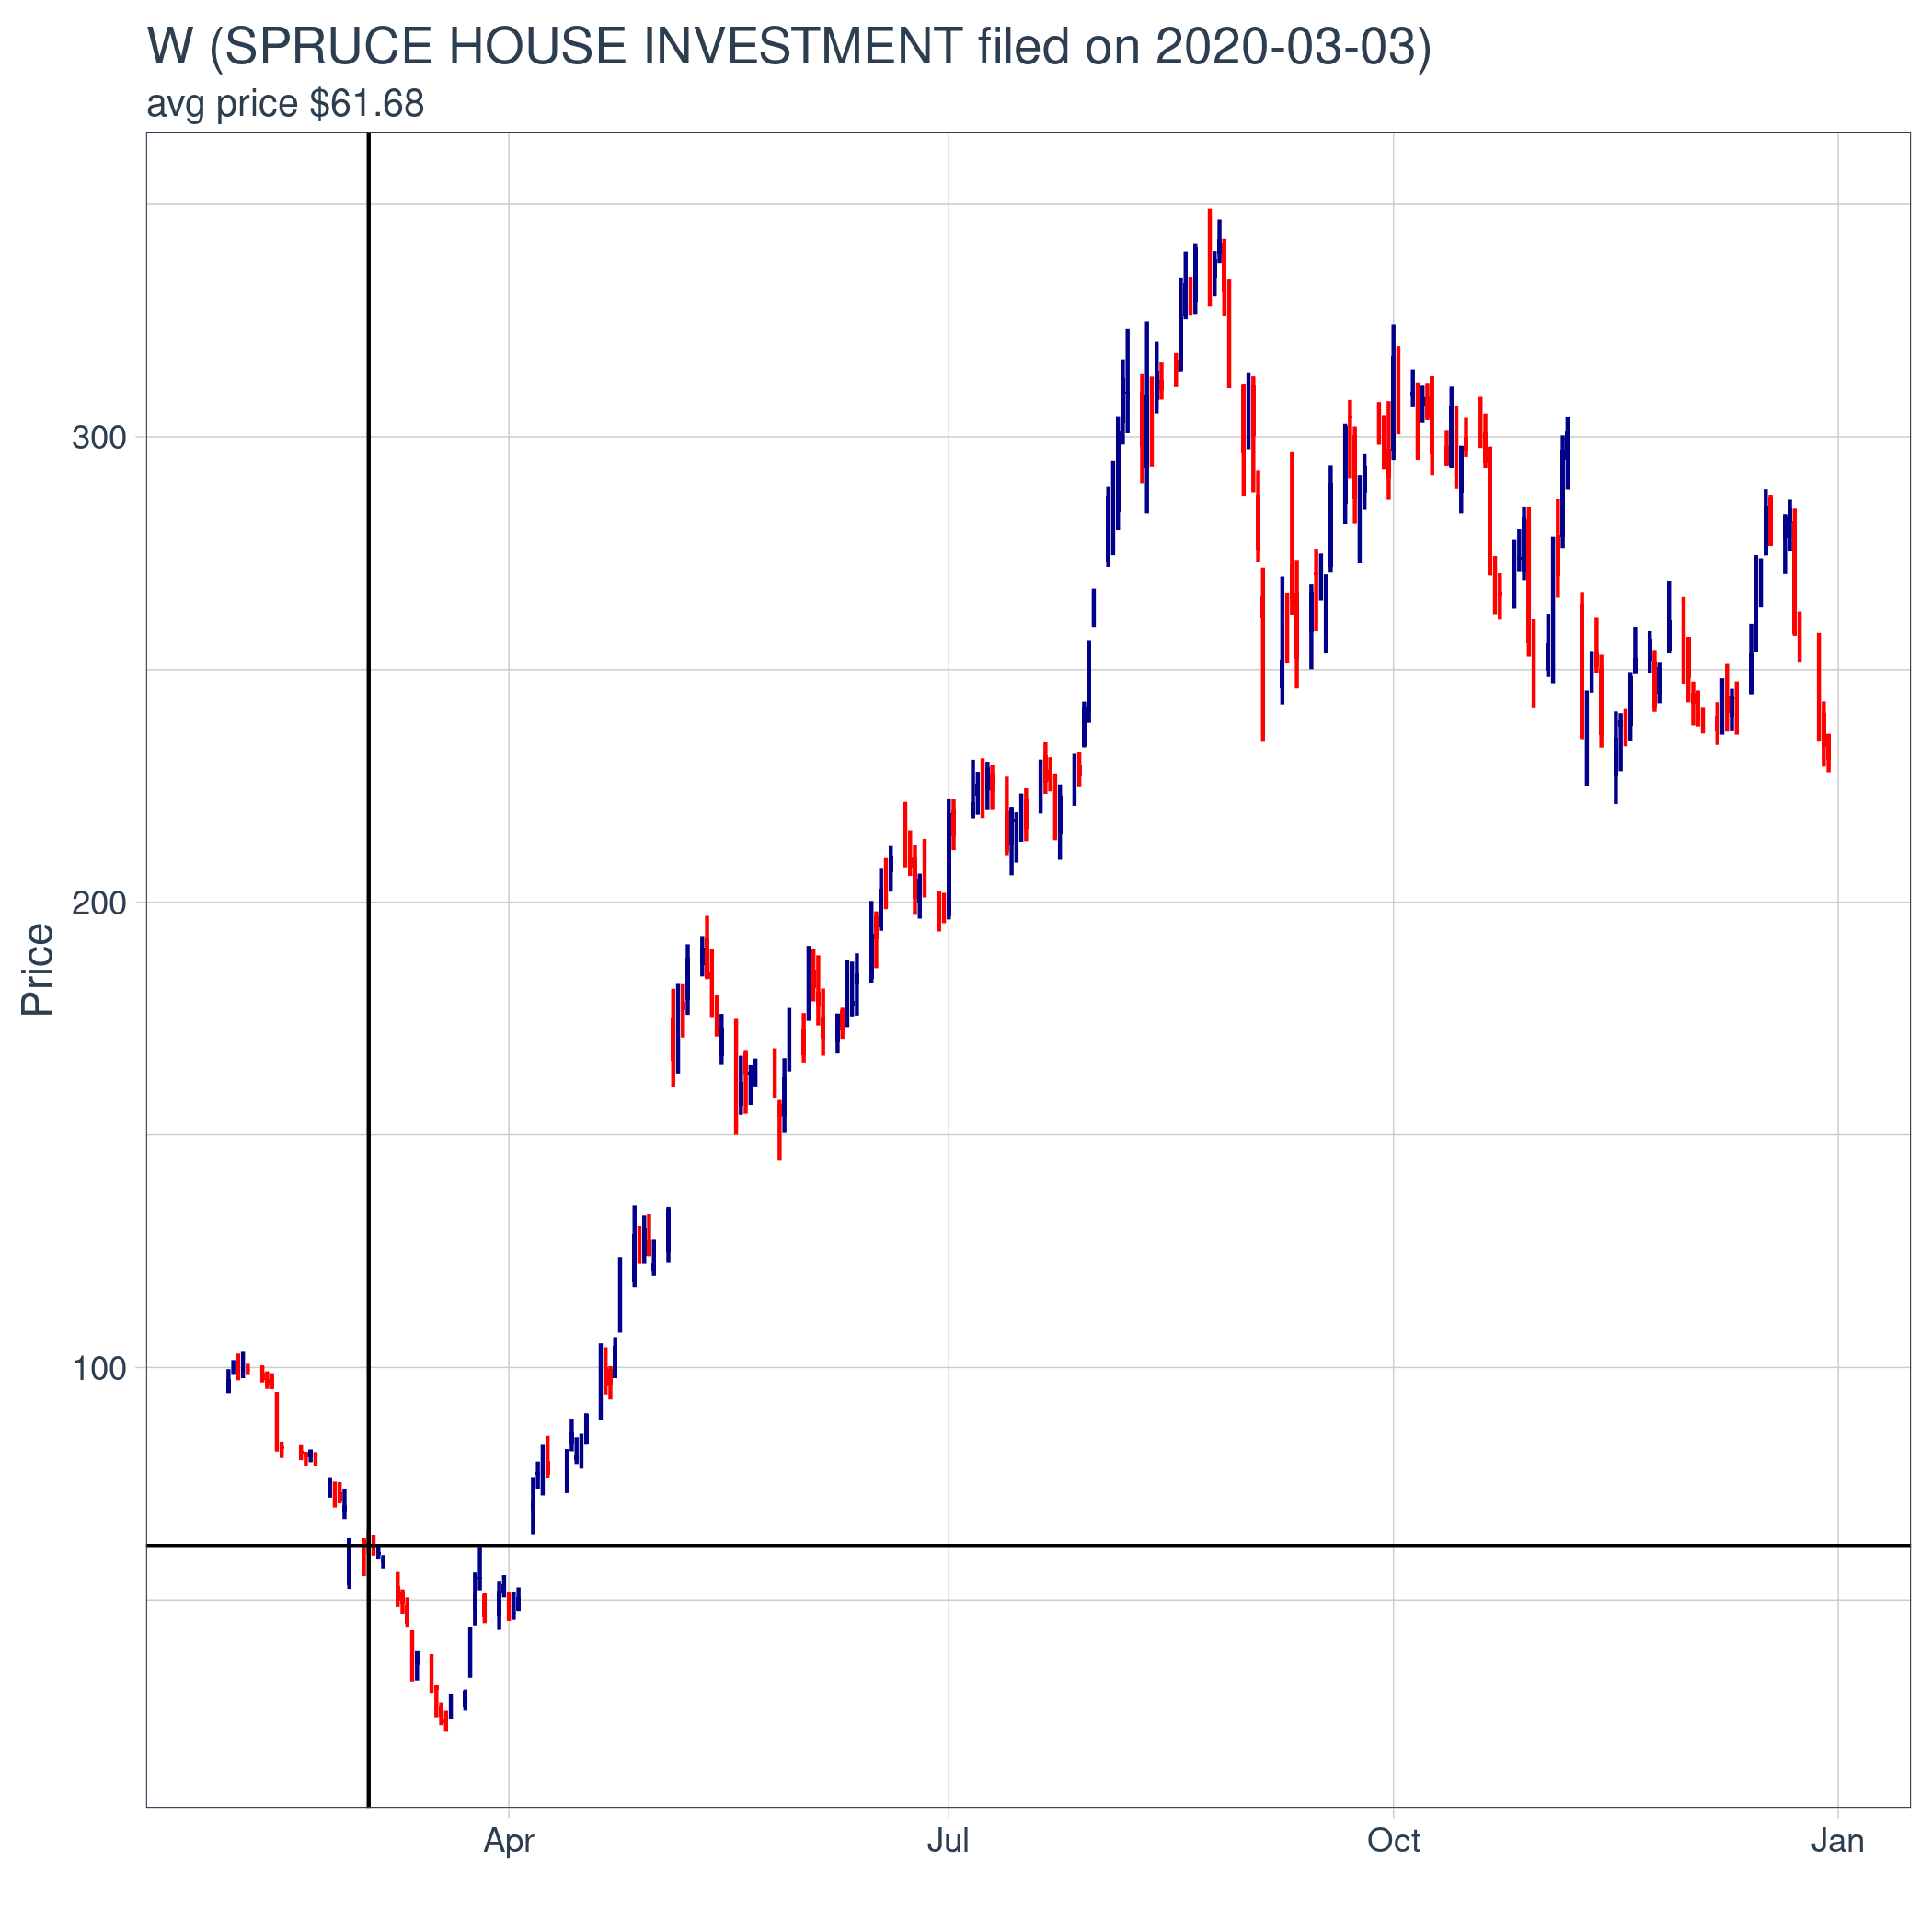 W (SPRUCE HOUSE INVESTMENT filed on 2020-03-03)
avg price $61.68
300
200
100
Price
Apr
Jul
Oct
Jan